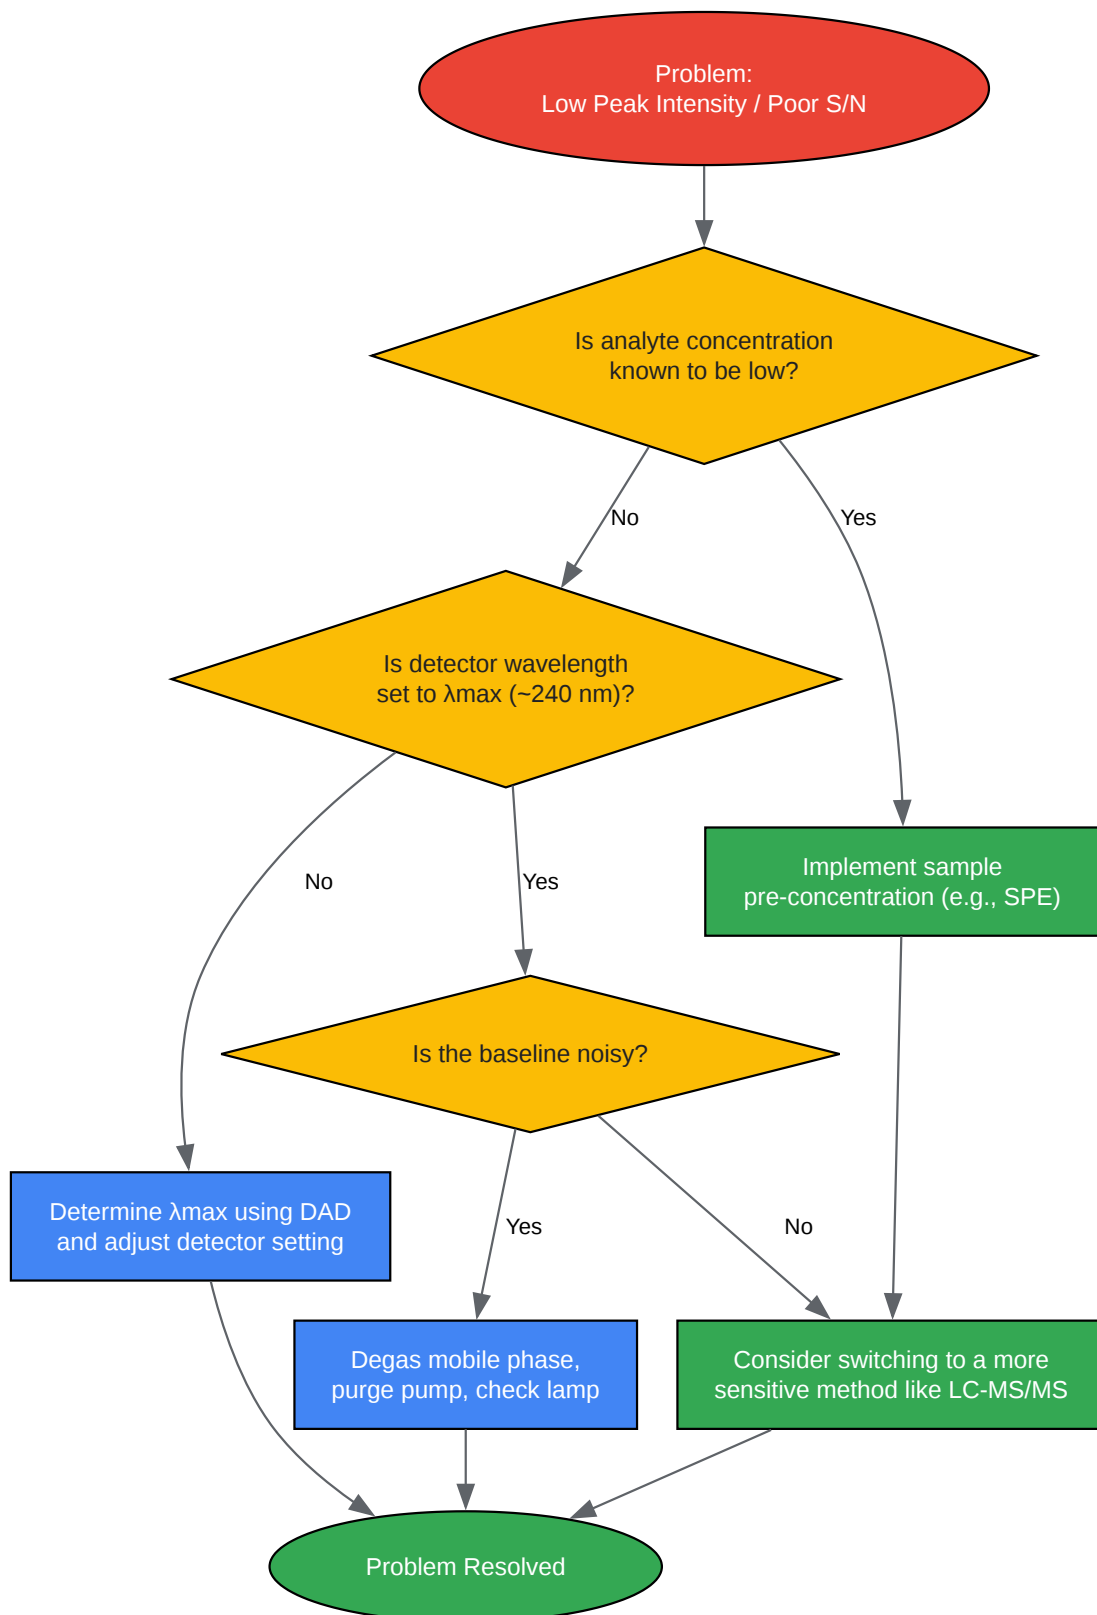 Problem:
Low Peak Intensity / Poor S/N
Is analyte concentration
known to be low?
No
Yes
Is detector wavelength
set to λmax (~240 nm)?
No
Yes
Implement sample
pre-concentration (e.g., SPE)
Is the baseline noisy?
Determine λmax using DAD
and adjust detector setting
Yes
No
Degas mobile phase,
purge pump, check lamp
Consider switching to a more
sensitive method like LC-MS/MS
Problem Resolved